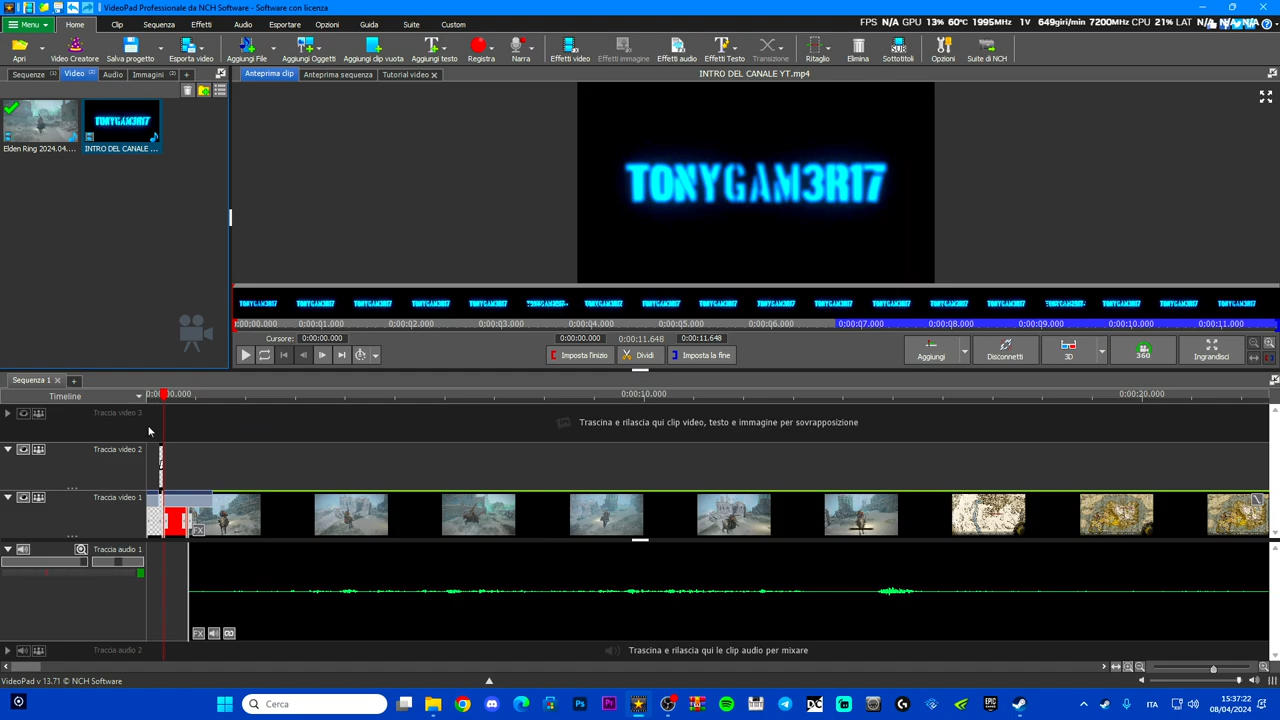 VideoPad Professionale da NCH Software - Software con licenza
Menu Home Clip Sequenza Effetti Audio Esportare Opzioni Guida Suite Custom
FPS N/A GPU 13% 60°C 1995MHz 1V 649giri/min 7200MHz CPU 21% LAT N/A N/A N/A
Apri Video Creatore Salva progetto Esporta video Aggiungi File Aggiungi Oggetti Aggiungi clip vuota Aggiungi testo Registra Narra Effetti video Effetti immagine Effetti audio Effetti Testo Transizione Ritaglio Elimina Sottotitoli Opzioni Suite di NCH
Sequenze (1) Video (2) Audio Immagini (2) +
Anteprima clip Anteprima sequenza Tutorial video
INTRO DEL CANALE YT.mp4
TONYGAM3R17
Elden Ring 2024.04.... INTRO DEL CANALE ...
0:00:00.000 0:00:01.000 0:00:02.000 0:00:03.000 0:00:04.000 0:00:05.000 0:00:06.000 0:00:07.000 0:00:08.000 0:00:09.000 0:00:10.000 0:00:11.000
Cursore: 0:00:00.000 0:00:00.000 0:00:11.648 0:00:11.648
Imposta l'inizio Dividi Imposta la fine
Aggiungi Disconnetti 3D 360 Ingrandisci
Sequenza 1 +
Timeline 0:00:00.000 0:00:10.000 0:00:20.000
Traccia video 3 Trascina e rilascia qui clip video, testo e immagine per sovrapposizione
Traccia video 2
Traccia video 1
FX
Traccia audio 1
FX
Traccia audio 2 Trascina e rilascia qui le clip audio per mixare
VideoPad v 13.71 © NCH Software
Cerca
15:37:22
08/04/2024